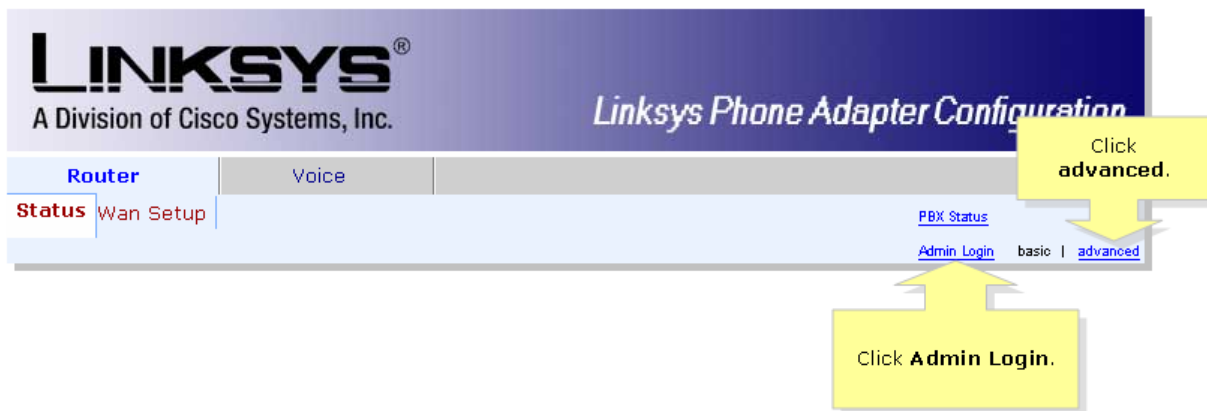 LINKSYS®
A Division of Cisco Systems, Inc.
Linksys Phone Adapter Configuration
Click
advanced.
Router Voice
Status Wan Setup
PBX Status
Admin Login basic | advanced
Click Admin Login.